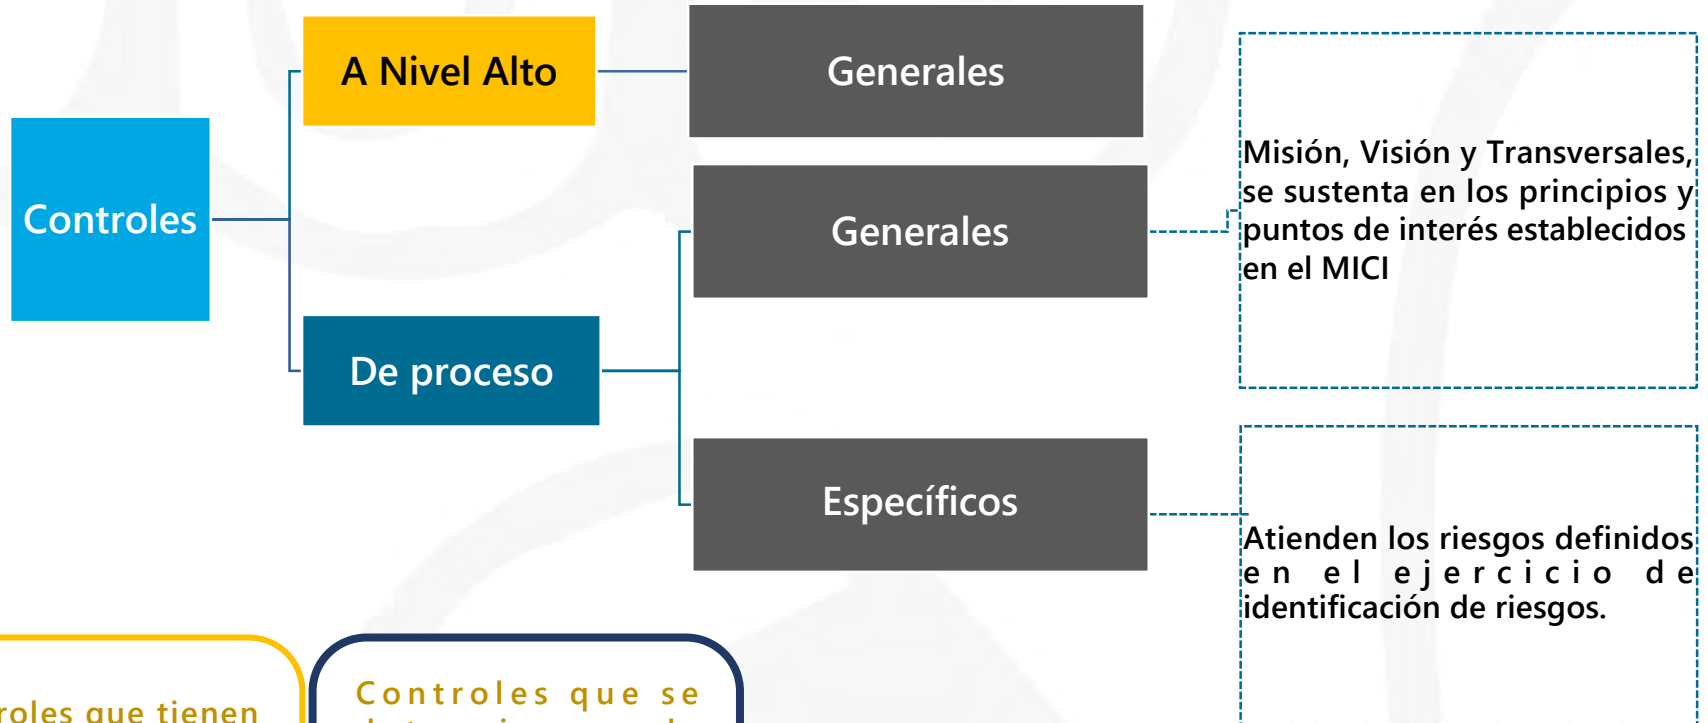 A Nivel Alto
Generales
Controles
Misión, Visión y Transversales,
se sustenta en los principios y
puntos de interés establecidos
en el MICI
Generales
De proceso
Específicos
Atienden los riesgos definidos
en el ejercicio de
identificación de riesgos.
que tienen
Controles que se